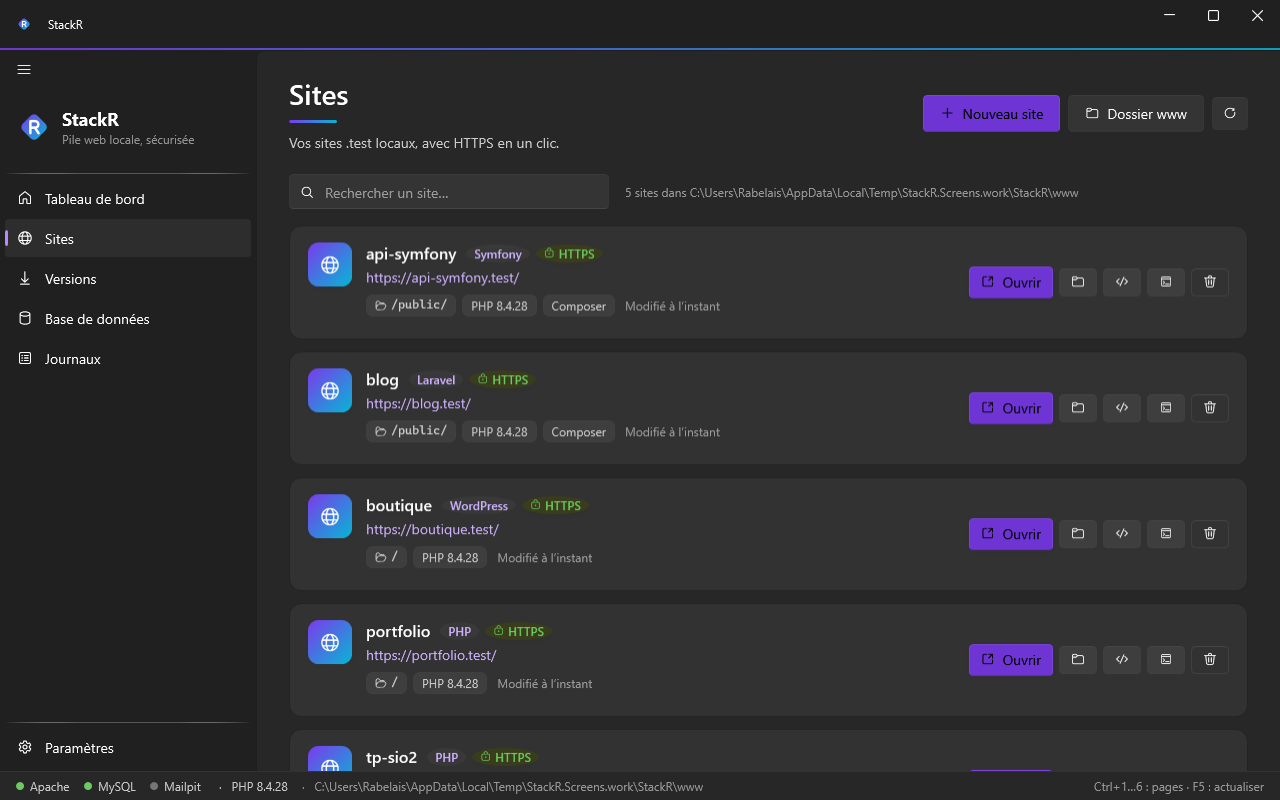 StackR
StackR
Pile web locale, sécurisée
Tableau de bord
Sites
Versions
Base de données
Journaux
Paramètres
Sites
Vos sites .test locaux, avec HTTPS en un clic.
Nouveau site
Dossier www
Rechercher un site...
5 sites dans C:\Users\Rabelais\AppData\Local\Temp\StackR.Screens.work\StackR\www
api-symfony Symfony HTTPS
https://api-symfony.test/
/public/ PHP 8.4.28 Composer Modifié à l'instant
Ouvrir
blog Laravel HTTPS
https://blog.test/
/public/ PHP 8.4.28 Composer Modifié à l'instant
Ouvrir
boutique WordPress HTTPS
https://boutique.test/
/ PHP 8.4.28 Modifié à l'instant
Ouvrir
portfolio PHP HTTPS
https://portfolio.test/
/ PHP 8.4.28 Modifié à l'instant
Ouvrir
tp-sio2 PHP HTTPS
Apache MySQL Mailpit · PHP 8.4.28 · C:\Users\Rabelais\AppData\Local\Temp\StackR.Screens.work\StackR\www
Ctrl+1…6 : pages · F5 : actualiser